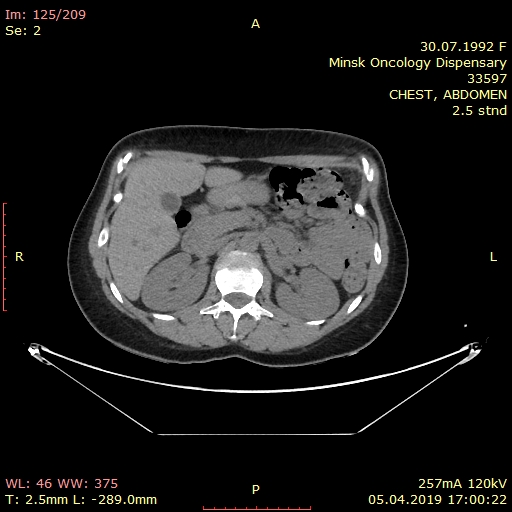 Im: 125/209
Se: 2
A
30.07.1992 F
Minsk Oncology Dispensary
33597
CHEST, ABDOMEN
2.5 stnd
R
L
WL: 46 WW: 375
T: 2.5mm L: -289.0mm
P
257mA 120kV
05.04.2019 17:00:22